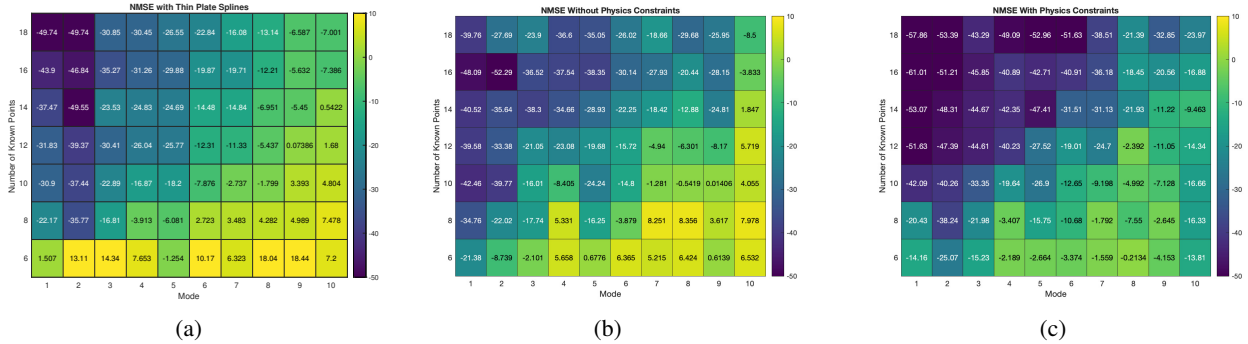 NMSE with Thin Plate Splines
Number of Known Points
18 -49.74 -49.74 -30.85 -30.45 -26.55 -22.84 -16.08 -13.14 -6.587 -7.001
16 -43.9 -46.84 -35.27 -31.26 -29.88 -19.87 -19.71 -12.21 -5.632 -7.386
14 -37.47 -49.55 -23.53 -24.83 -24.69 -14.48 -14.84 -6.951 -5.45 0.5422
12 -31.83 -39.37 -30.41 -26.04 -25.77 -12.31 -11.33 -5.437 0.07386 1.68
10 -30.9 -37.44 -22.89 -16.87 -18.2 -7.876 -2.737 -1.799 3.393 4.804
8 -22.17 -35.77 -16.81 -3.913 -6.081 2.723 3.483 4.282 4.989 7.478
6 1.507 13.11 14.34 7.653 -1.254 10.17 6.323 18.04 18.44 7.2
1 2 3 4 5 6 7 8 9 10
Mode
10
0
-10
-20
-30
-40
-50
(a)
NMSE Without Physics Constraints
Number of Known Points
18 -39.76 -27.69 -23.9 -36.6 -35.05 -26.02 -18.66 -29.68 -25.95 -8.5
16 -48.09 -52.29 -36.52 -37.54 -38.35 -30.14 -27.93 -20.44 -28.15 -3.833
14 -40.52 -35.64 -38.3 -34.66 -28.93 -22.25 -18.42 -12.88 -24.81 1.847
12 -39.58 -33.38 -21.05 -23.08 -19.68 -15.72 -4.94 -6.301 -8.17 5.719
10 -42.46 -39.77 -16.01 -8.405 -24.24 -14.8 -1.281 -0.5419 0.01406 4.055
8 -34.76 -22.02 -17.74 5.331 -16.25 -3.879 8.251 8.356 3.617 7.978
6 -21.38 -8.739 -2.101 5.658 0.6776 6.365 5.215 6.424 0.6139 6.532
1 2 3 4 5 6 7 8 9 10
Mode
10
0
-10
-20
-30
-40
-50
(b)
NMSE With Physics Constraints
Number of Known Points
18 -57.86 -53.39 -43.29 -49.09 -52.96 -51.63 -38.51 -21.39 -32.85 -23.97
16 -61.01 -51.21 -45.85 -40.89 -42.71 -40.91 -36.18 -18.45 -20.56 -16.88
14 -53.07 -48.31 -44.67 -42.35 -47.41 -31.51 -31.13 -21.93 -11.22 -9.463
12 -51.63 -47.39 -44.61 -40.23 -27.52 -19.01 -24.7 -2.392 -11.05 -14.34
10 -42.09 -40.26 -33.35 -19.64 -26.9 -12.65 -9.198 -4.992 -7.128 -16.66
8 -20.43 -38.24 -21.98 -3.407 -15.75 -10.68 -1.792 -7.55 -2.645 -16.33
6 -14.16 -25.07 -15.23 -2.189 -2.664 -3.374 -1.559 -0.2134 -4.153 -13.81
1 2 3 4 5 6 7 8 9 10
Mode
10
0
-10
-20
-30
-40
-50
(c)